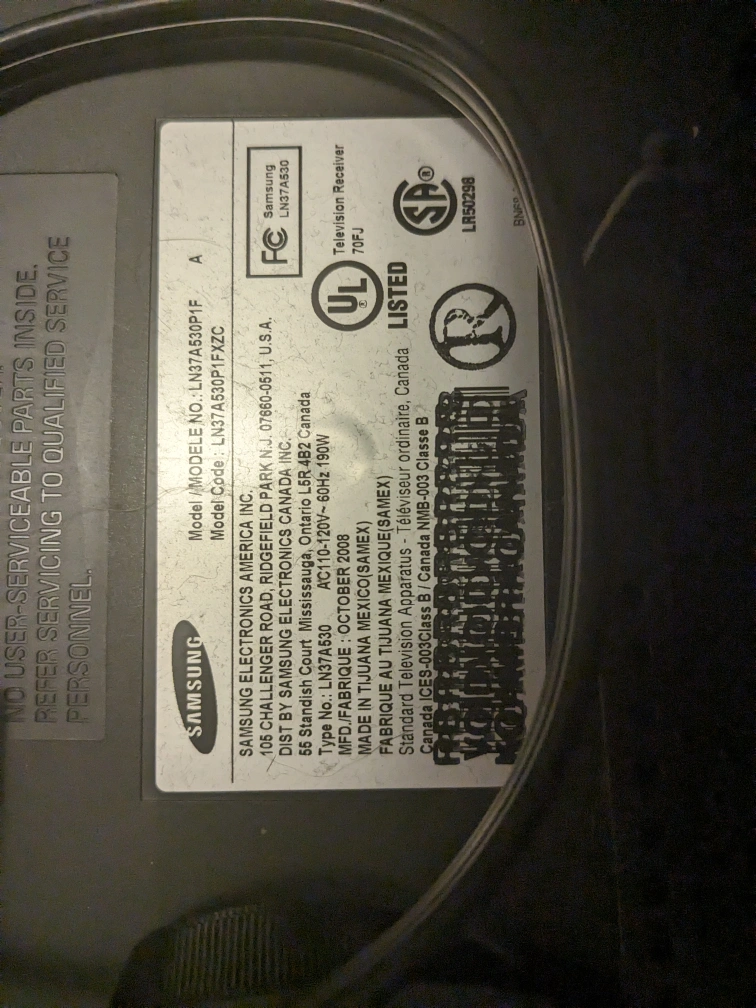 NO USER-SERVICEABLE PARTS INSIDE.
REFER SERVICING TO QUALIFIED SERVICE
PERSONNEL.
SAMSUNG
Model / MODELE NO.: LN37A530P1F A
Model Code : LN37A530P1FXZC
SAMSUNG ELECTRONICS AMERICA INC.
105 CHALLENGER ROAD, RIDGEFIELD PARK N.J. 07660-0511, U.S.A.
DIST BY SAMSUNG ELECTRONICS CANADA INC.
55 Standish Court Mississauga, Ontario L5R 4B2 Canada
Type No.: LN37A530 AC110-120V~ 60Hz 190W
MFD/FABRIQUE : OCTOBER 2008
MADE IN TIJUANA MEXICO(SAMEX)
FABRIQUE AU TIJUANA MEXIQUE(SAMEX)
Standard Television Apparatus - Téléviseur ordinaire, Canada
Canada ICES-003Class B / Canada NMB-003 Classe B
FC Samsung
LN37A530
UL ®
LISTED
Television Receiver
70FJ
SA ®
LR50298
R